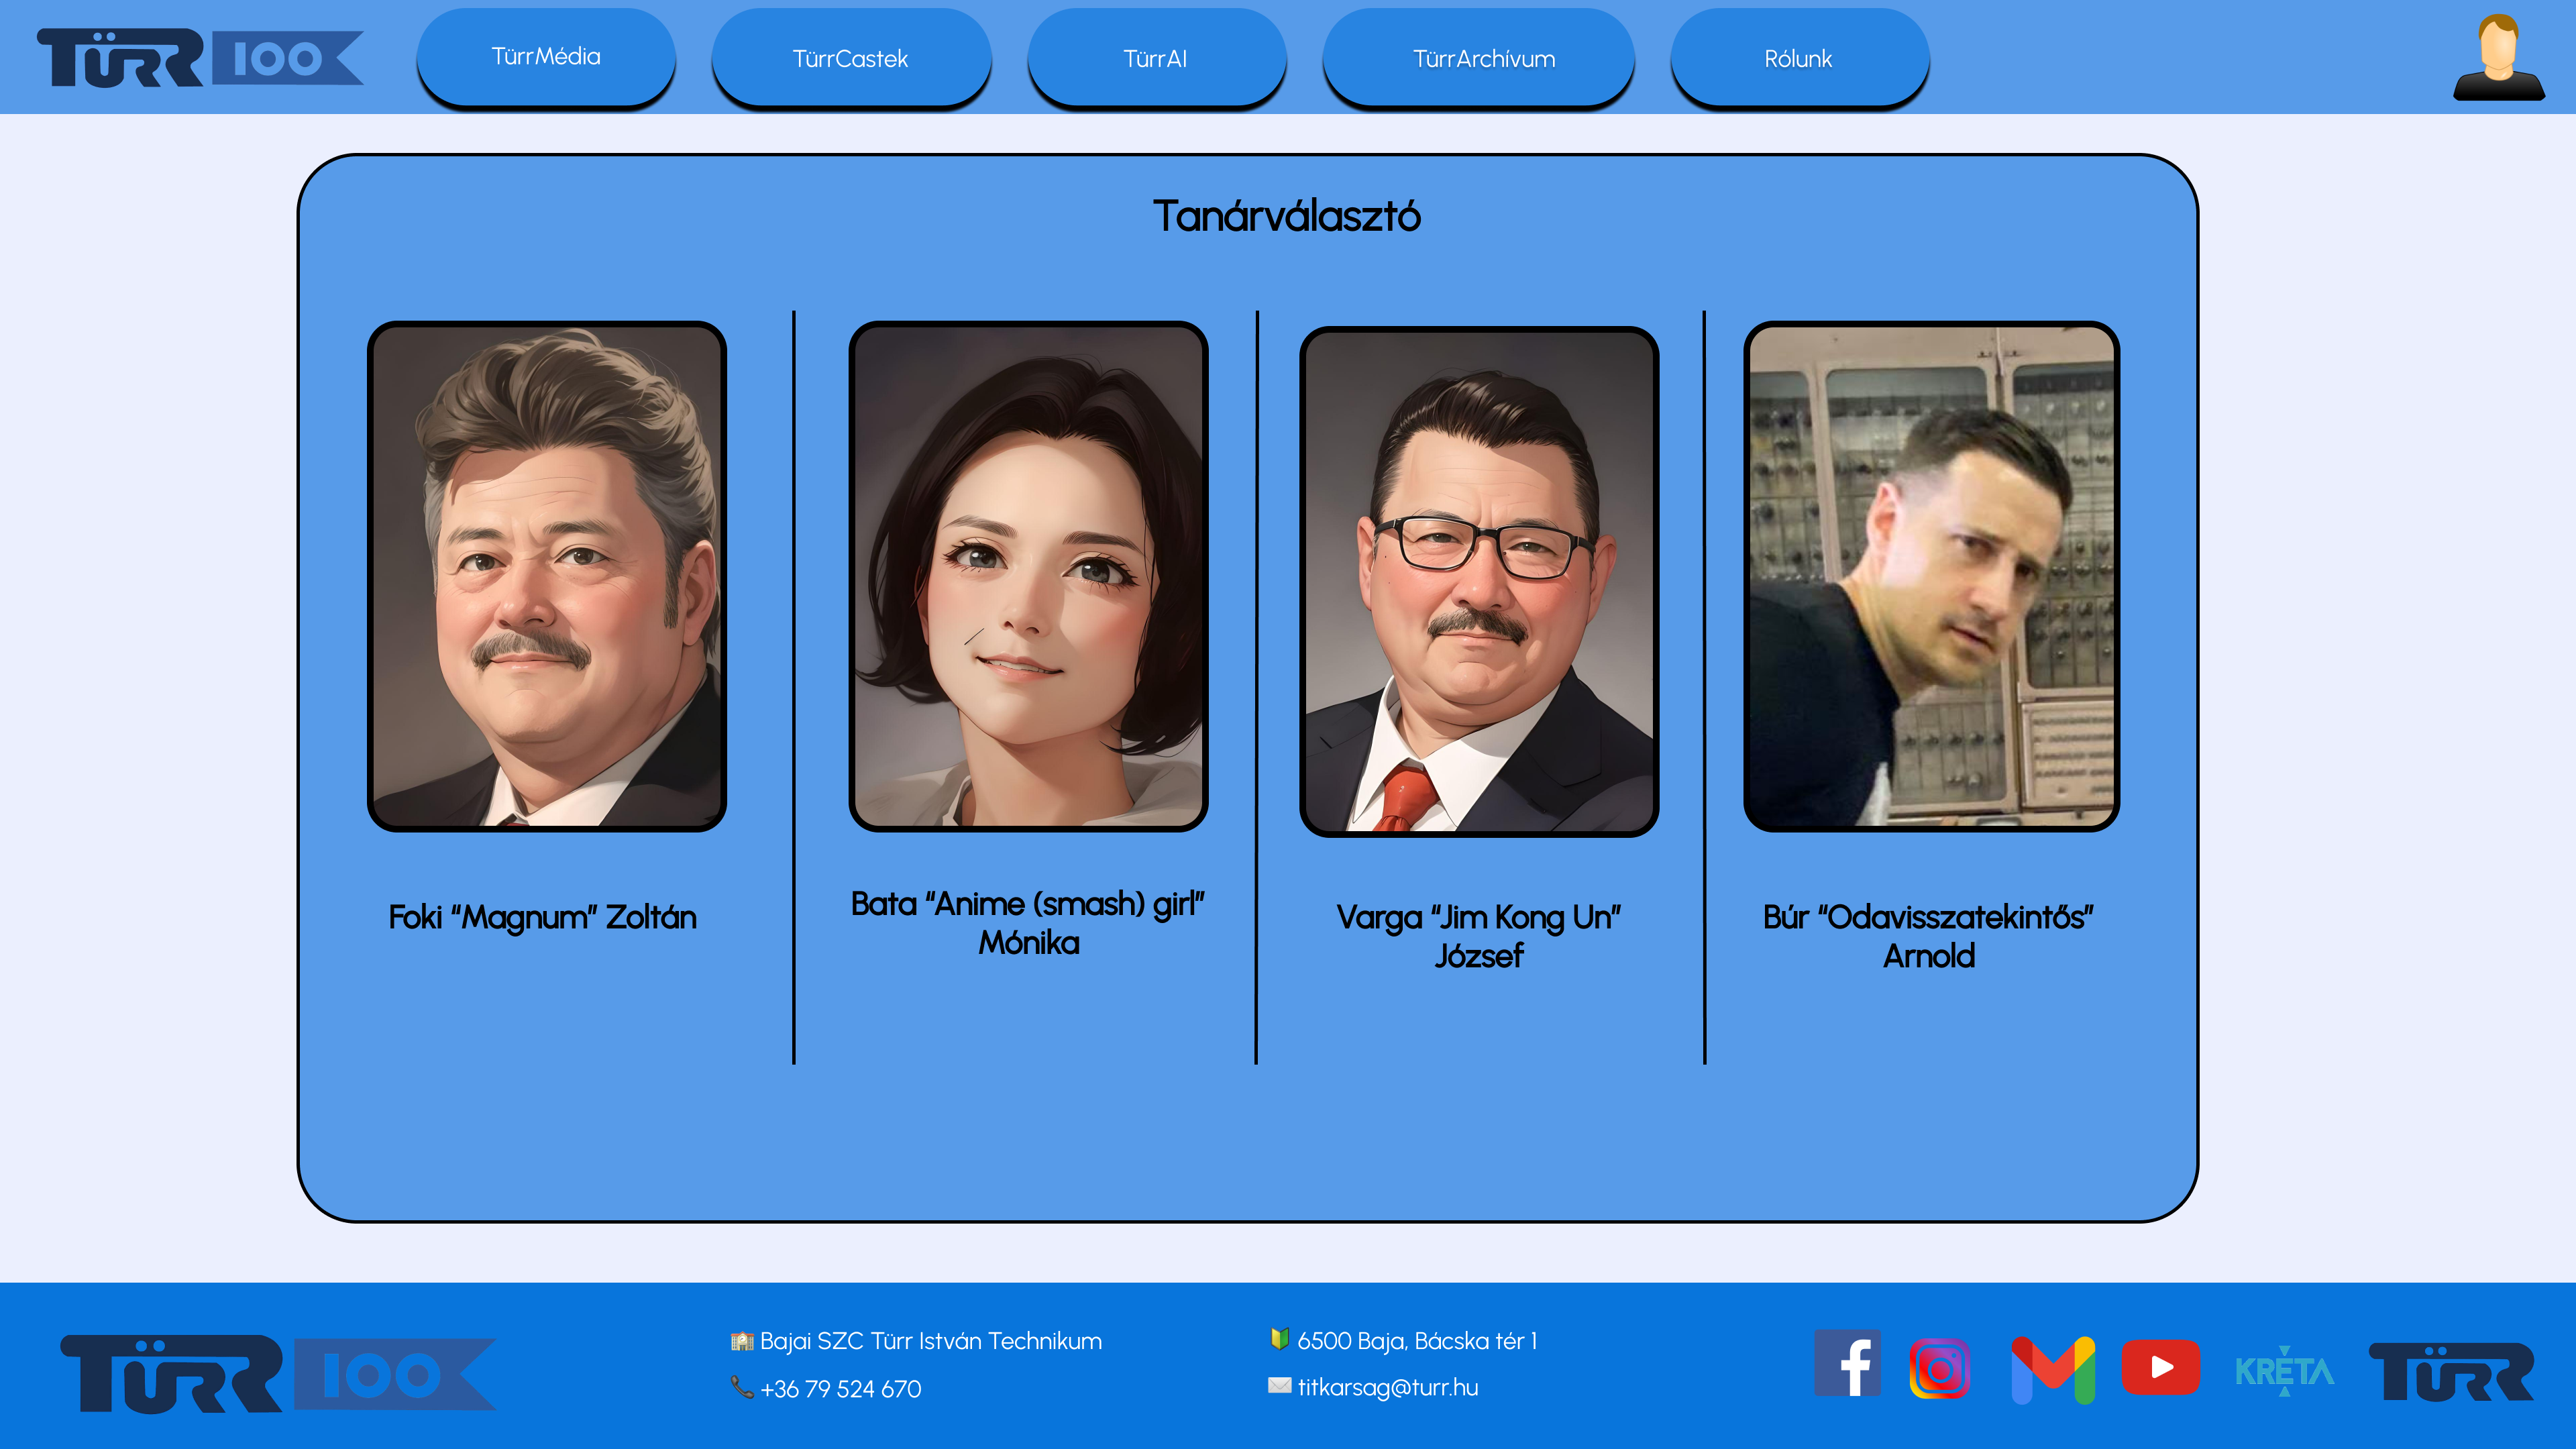 TÜRR 100
TürrMédia
TürrCastek
TürrAI
TürrArchívum
Rólunk
Tanárválasztó
Foki “Magnum” Zoltán
Bata “Anime (smash) girl”
Mónika
Varga “Jim Kong Un”
József
Búr “Odavisszatekintős”
Arnold
TÜRR 100
Bajai SZC Türr István Technikum
+36 79 524 670
6500 Baja, Bácska tér 1
titkarsag@turr.hu
KRÉTA
TÜRR